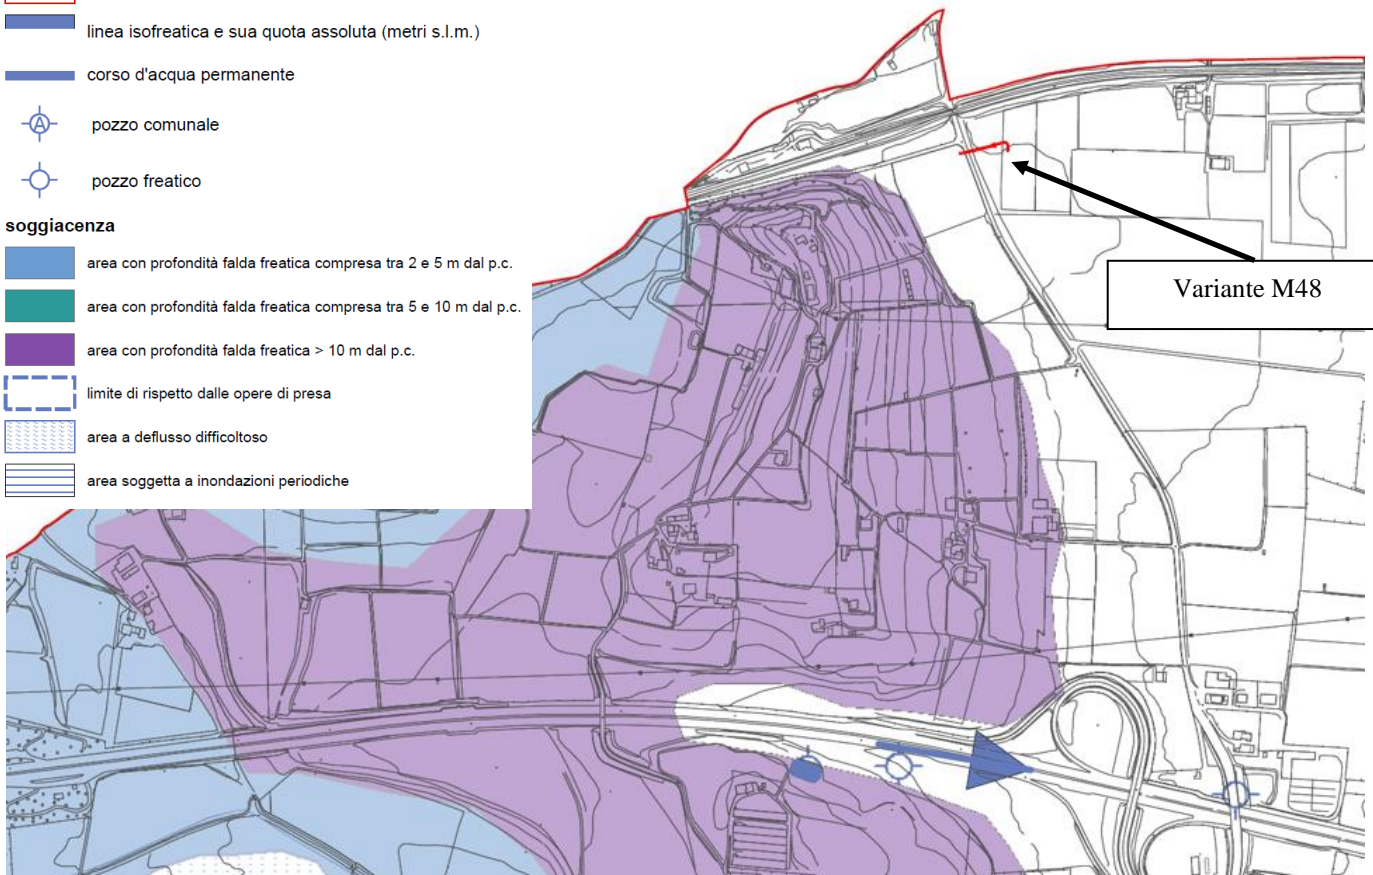 linea isofreatica e sua quota assoluta (metri s.l.m.)
corso d'acqua permanente
A pozzo comunale
pozzo freatico
soggiacenza
area con profondità falda freatica compresa tra 2 e 5 m dal p.c.
area con profondità falda freatica compresa tra 5 e 10 m dal p.c.
area con profondità falda freatica > 10 m dal p.c.
limite di rispetto dalle opere di presa
area a deflusso difficoltoso
area soggetta a inondazioni periodiche
Variante M48